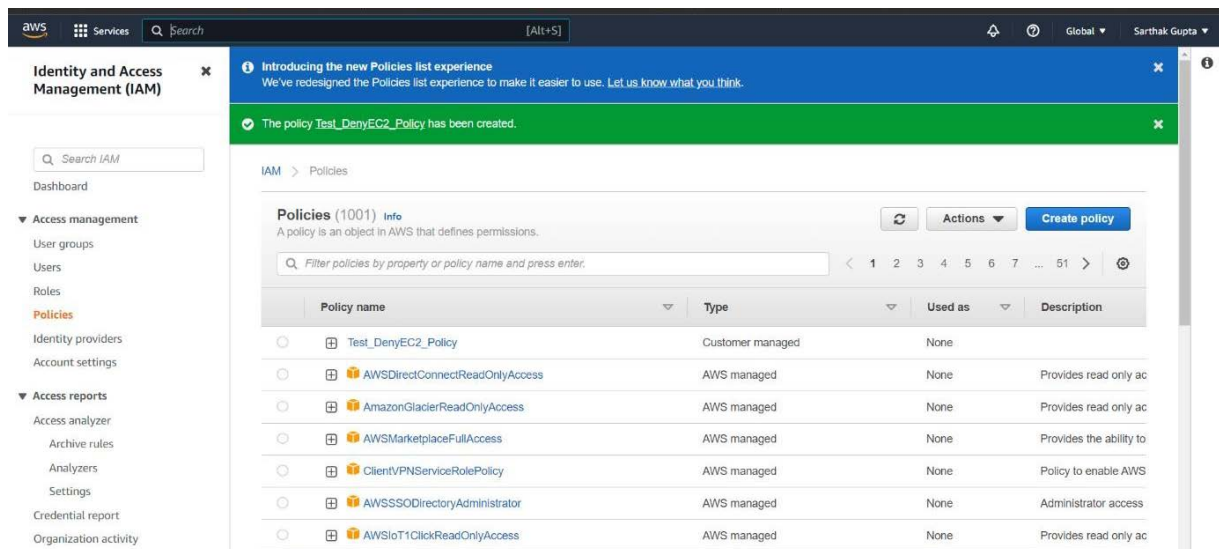 aws Services Search [Alt+S] Global Sarthak Gupta
Identity and Access Management (IAM)
Search IAM
Dashboard
Access management
User groups
Users
Roles
Policies
Identity providers
Account settings
Access reports
Access analyzer
Archive rules
Analyzers
Settings
Credential report
Organization activity
Introducing the new Policies list experience
We've redesigned the Policies list experience to make it easier to use. Let us know what you think.
The policy Test_DenyEC2_Policy has been created.
IAM > Policies
Policies (1001) Info
A policy is an object in AWS that defines permissions.
Actions Create policy
Filter policies by property or policy name and press enter.
< 1 2 3 4 5 6 7 ... 51 >
Policy name Type Used as Description
Test_DenyEC2_Policy Customer managed None
AWSDirectConnectReadOnlyAccess AWS managed None Provides read only ac
AmazonGlacierReadOnlyAccess AWS managed None Provides read only ac
AWSMarketplaceFullAccess AWS managed None Provides the ability to
ClientVPNServiceRolePolicy AWS managed None Policy to enable AWS
AWSSSODirectoryAdministrator AWS managed None Administrator access
AWSIoT1ClickReadOnlyAccess AWS managed None Provides read only ac